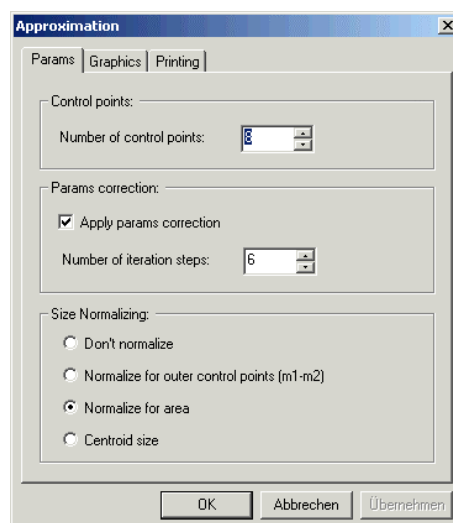 Approximation
Params Graphics Printing
Control points:
Number of control points: 8
Params correction:
Apply params correction
Number of iteration steps: 6
Size Normalizing:
Don't normalize
Normalize for outer control points (m1-m2)
Normalize for area
Centroid size
OK Abbrechen Übernehmen